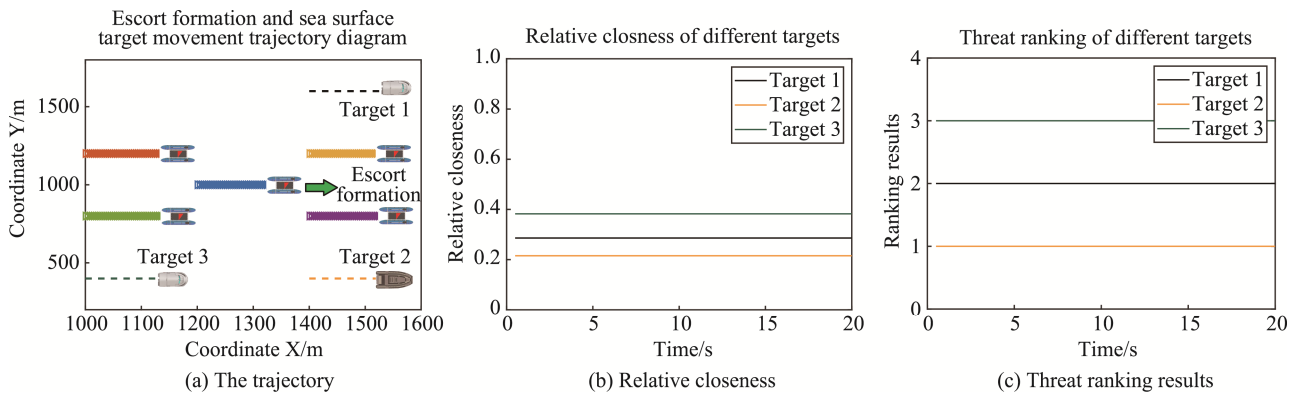 Escort formation and sea surface
target movement trajectory diagram
Coordinate Y/m
1500
1000
500
Target 1
Escort
formation
Target 3
Target 2
1000 1100 1200 1300 1400 1500 1600
Coordinate X/m
(a) The trajectory
Relative closness of different targets
Relative closeness
1.0
0.8
0.6
0.4
0.2
0
Target 1
Target 2
Target 3
0 5 10 15 20
Time/s
(b) Relative closeness
Threat ranking of different targets
Ranking results
4
3
2
1
0
Target 1
Target 2
Target 3
0 5 10 15 20
Time/s
(c) Threat ranking results